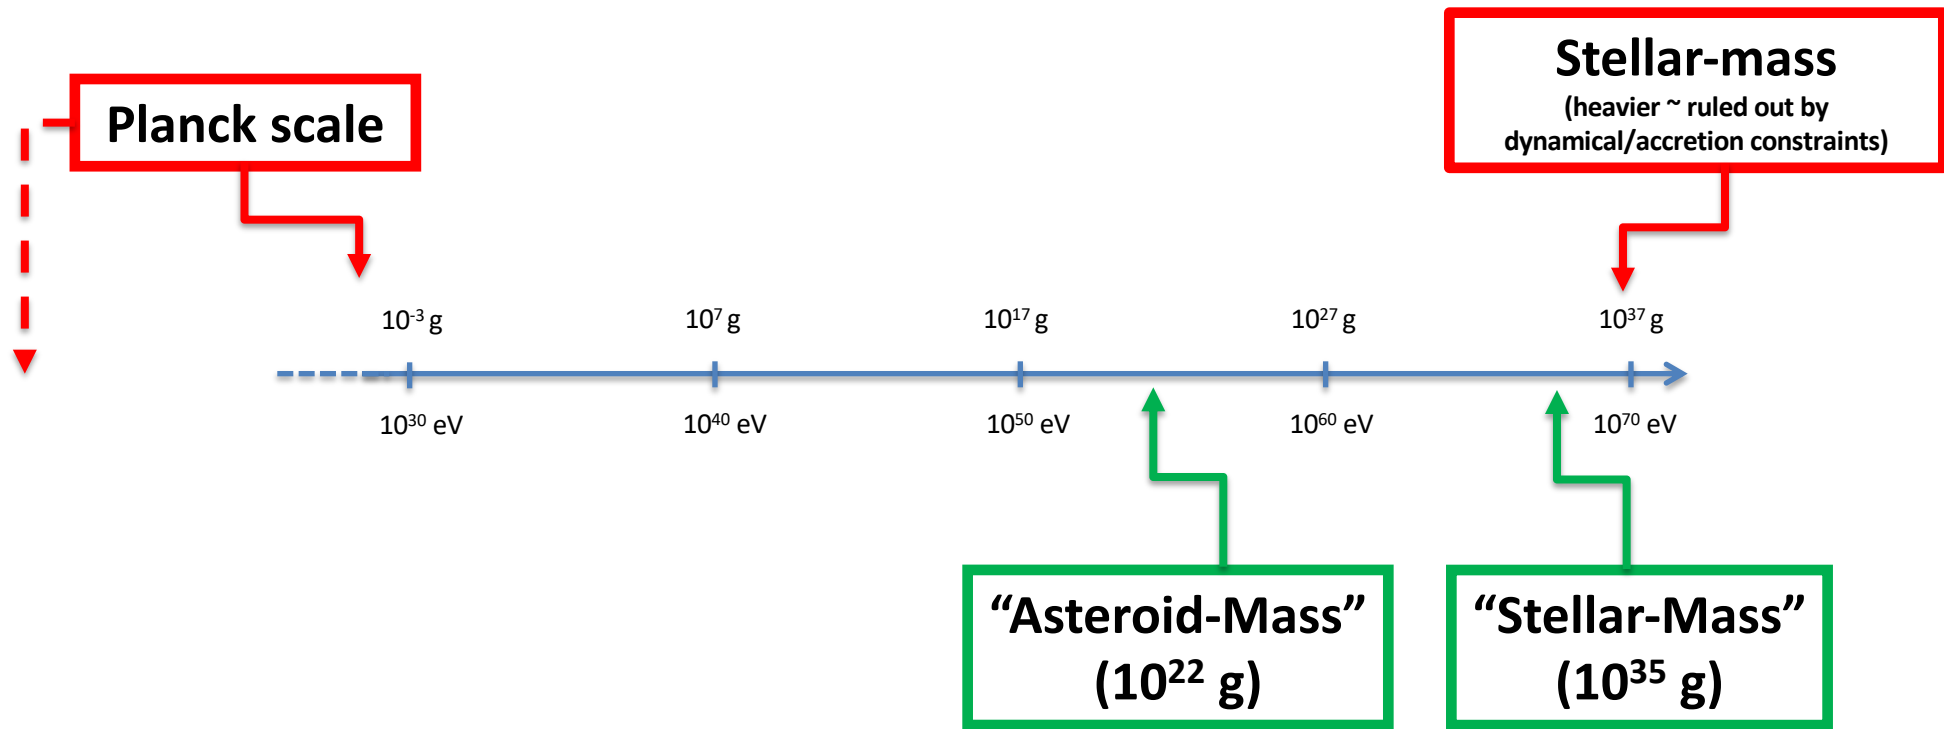 Planck scale
Stellar-mass
(heavier ~ ruled out by
dynamical/accretion constraints)
10⁻³ g
10⁷ g
10¹⁷ g
10²⁷ g
10³⁷ g
10³⁰ eV
10⁴⁰ eV
10⁵⁰ eV
10⁶⁰ eV
10⁷⁰ eV
“Asteroid-Mass”
(10²² g)
“Stellar-Mass”
(10³⁵ g)